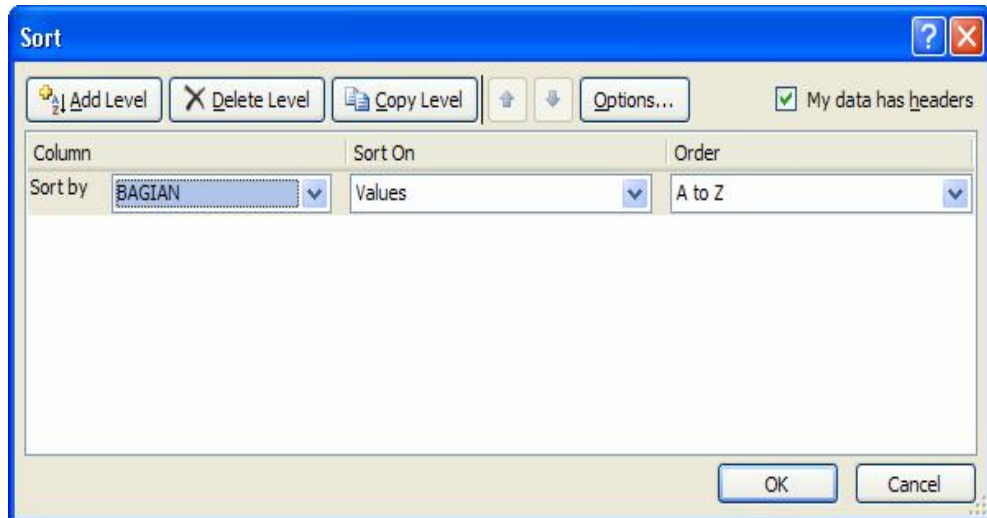 Sort
Add Level Delete Level Copy Level Options... My data has headers
Column Sort On Order
Sort by BAGIAN Values A to Z
OK Cancel